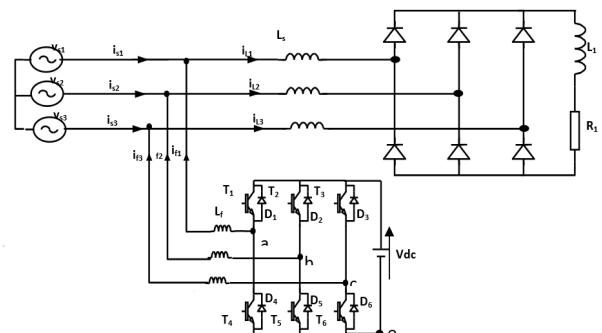 vs1 is1 iL1 Ls
vs2 is2 iL2 L1
vs3 is3 iL3 R1
if3 f2 if1
T1 T2 T3
D1 D2 D3
Lf
a
b
c
Vdc
D4 D5 D6
T4 T5 T6